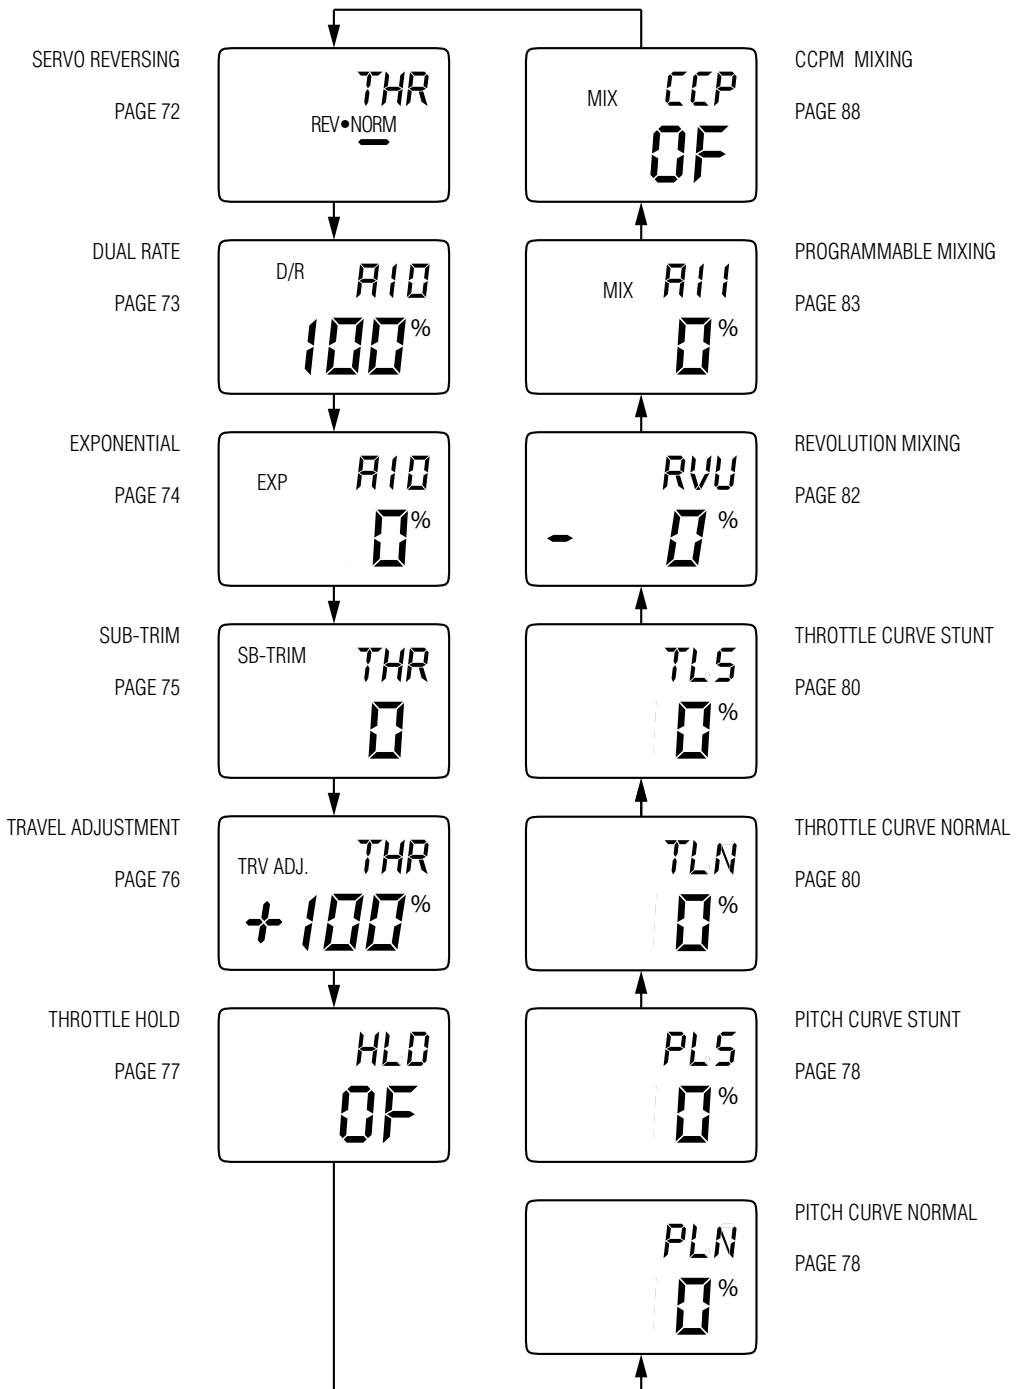 SERVO REVERSING
PAGE 72
THR
REV•NORM
DUAL RATE
PAGE 73
D/R AI0
100%
EXPONENTIAL
PAGE 74
EXP AI0
0%
SUB-TRIM
PAGE 75
SB-TRIM THR
0
TRAVEL ADJUSTMENT
PAGE 76
TRV ADJ. THR
+100%
THROTTLE HOLD
PAGE 77
HLD
OF
MIX CCP
OF
CCPM MIXING
PAGE 88
MIX A11
0%
PROGRAMMABLE MIXING
PAGE 83
RVU
- 0%
REVOLUTION MIXING
PAGE 82
TLS
0%
THROTTLE CURVE STUNT
PAGE 80
TLN
0%
THROTTLE CURVE NORMAL
PAGE 80
PLS
0%
PITCH CURVE STUNT
PAGE 78
PLN
0%
PITCH CURVE NORMAL
PAGE 78